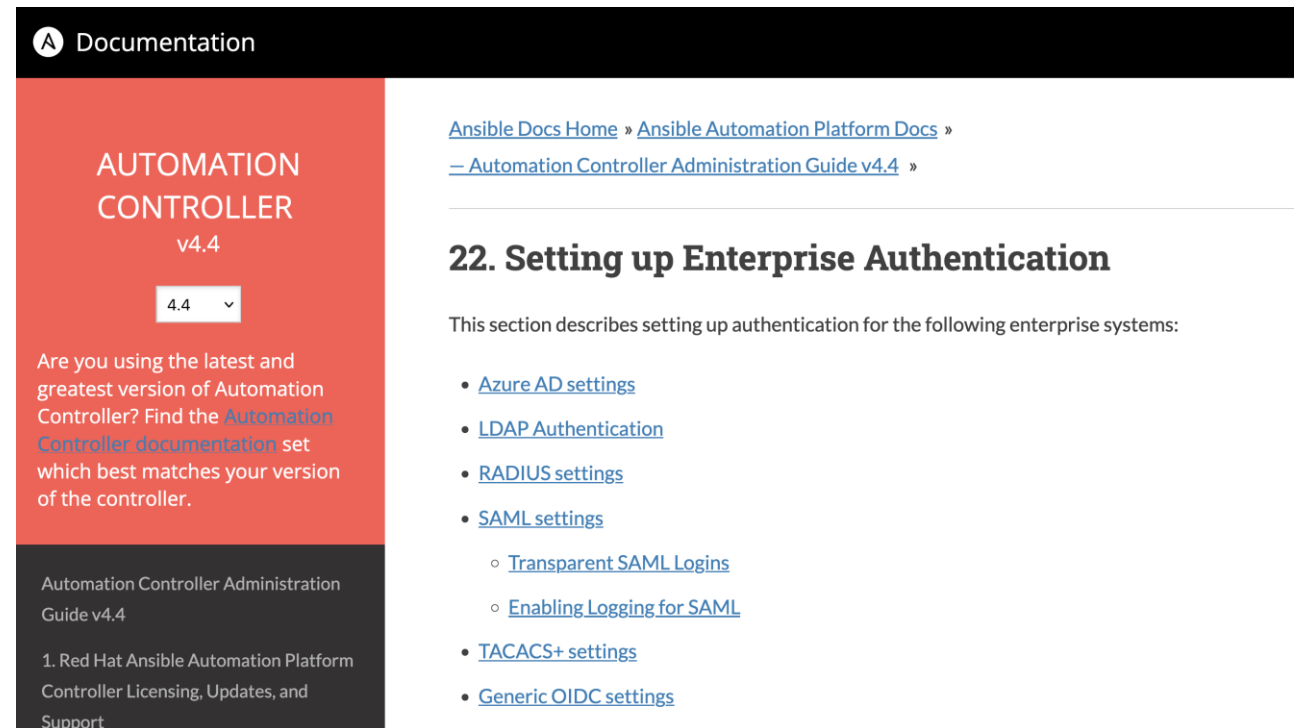 Documentation
AUTOMATION
CONTROLLER
v4.4
4.4
Are you using the latest and
greatest version of Automation
Controller? Find the Automation
Controller documentation set
which best matches your version
of the controller.
Automation Controller Administration
Guide v4.4
1. Red Hat Ansible Automation Platform
Controller Licensing, Updates, and
Support
Ansible Docs Home » Ansible Automation Platform Docs »
— Automation Controller Administration Guide v4.4 »
22. Setting up Enterprise Authentication
This section describes setting up authentication for the following enterprise systems:
• Azure AD settings
• LDAP Authentication
• RADIUS settings
• SAML settings
◦ Transparent SAML Logins
◦ Enabling Logging for SAML
• TACACS+ settings
• Generic OIDC settings